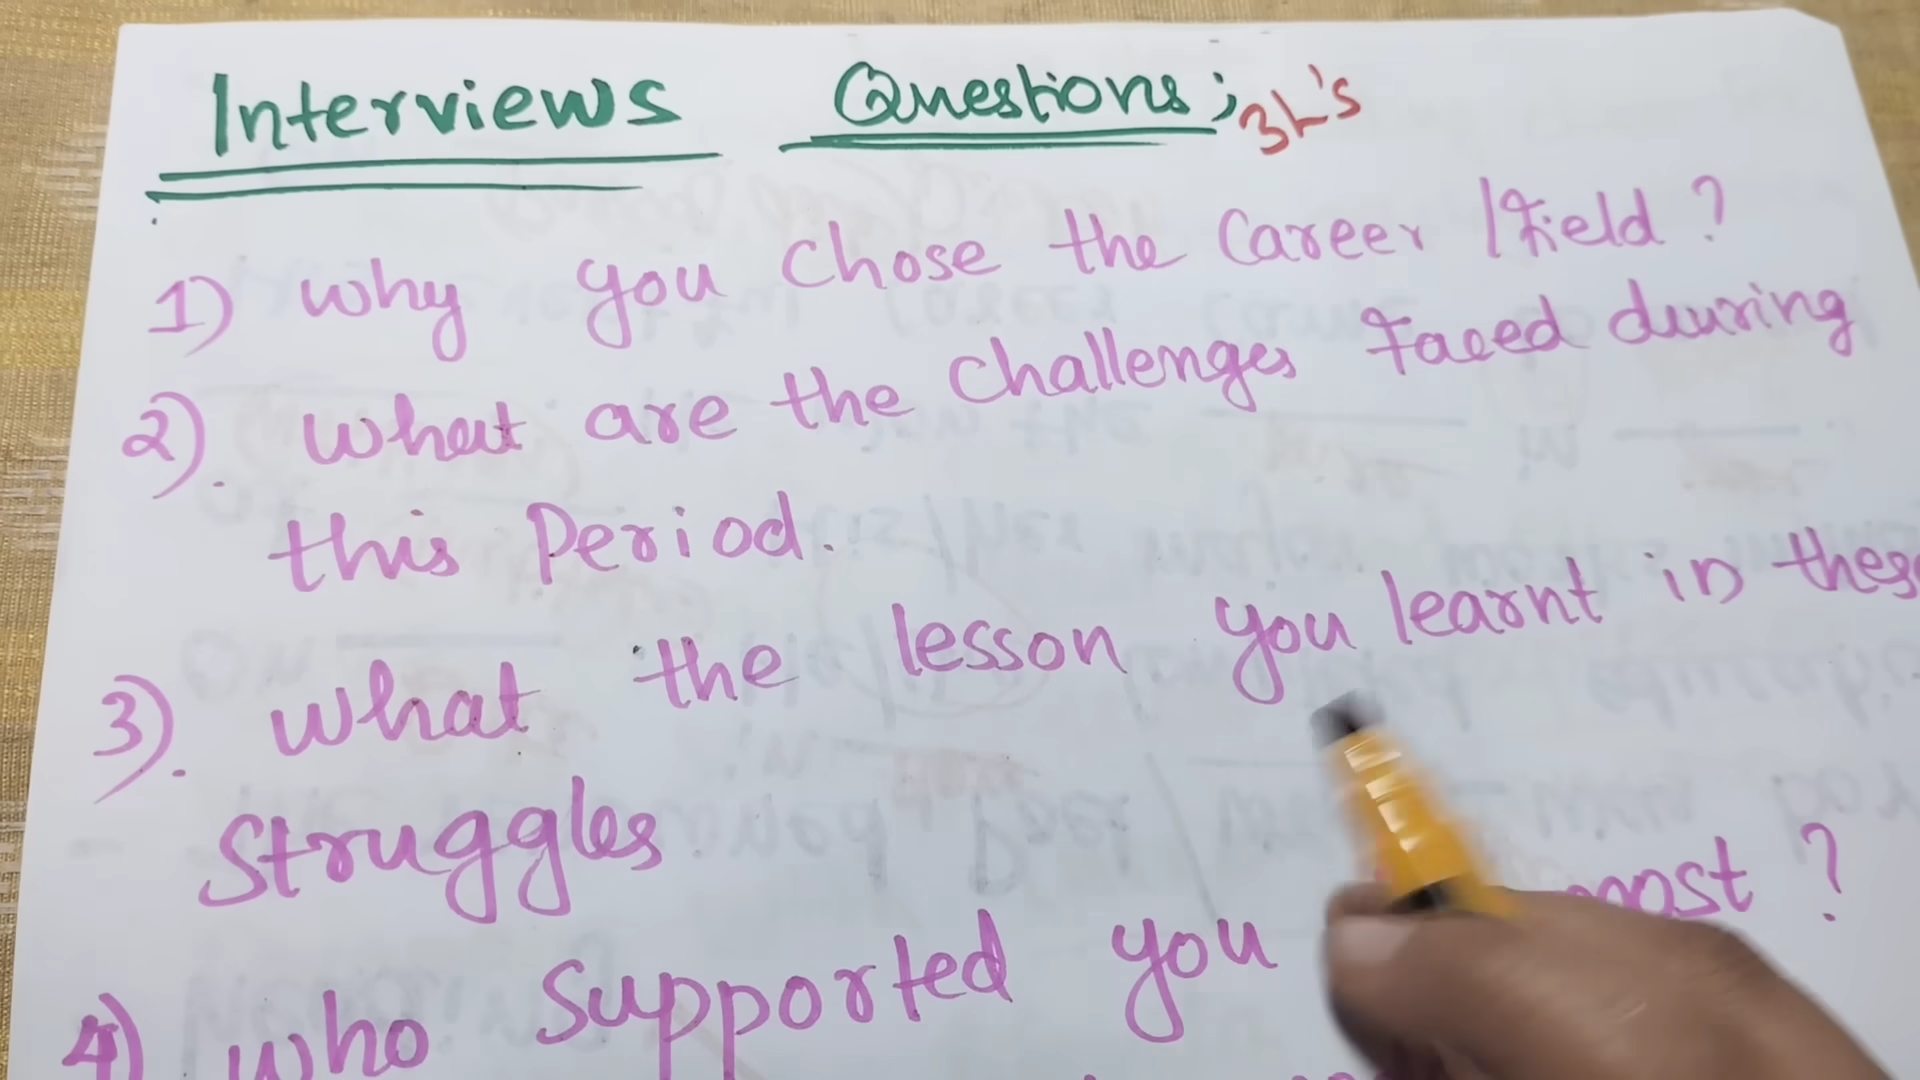 Interviews Questions; 3L's
1) Why you chose the Career / Field ?
2). What are the challenges Faced during
this Period.
3). What the lesson you learnt in these
Struggles
4) who supported you most ?